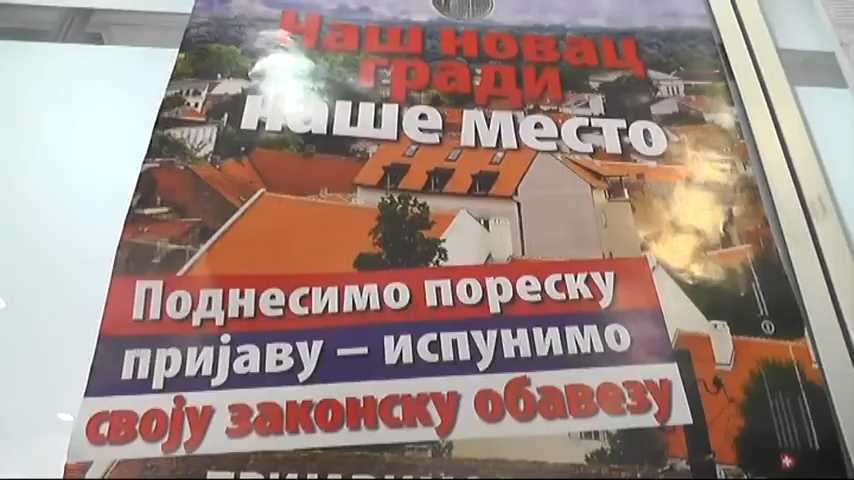 Наш новац
гради
наше место
Поднесимо пореску
пријаву – испунимо
своју законску обавезу